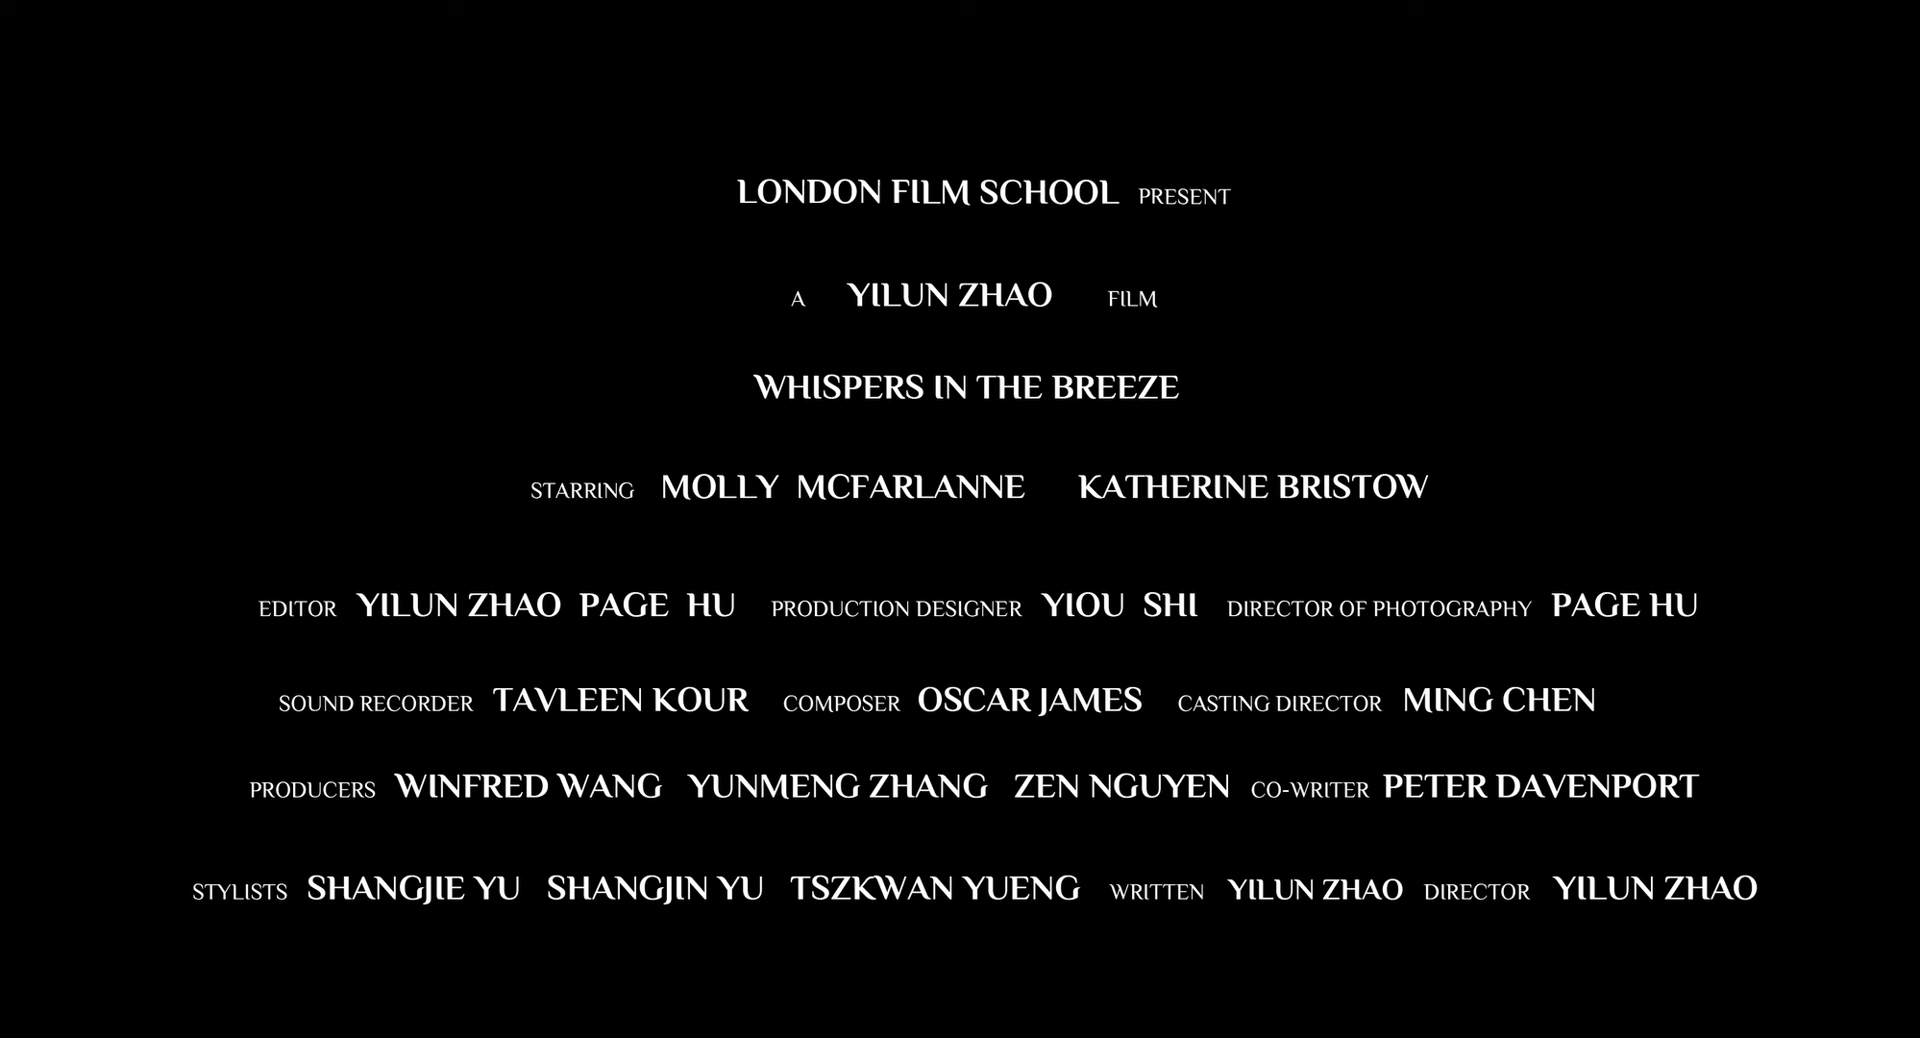 LONDON FILM SCHOOL PRESENT
A YILUN ZHAO FILM
WHISPERS IN THE BREEZE
STARRING MOLLY MCFARLANNE KATHERINE BRISTOW
EDITOR YILUN ZHAO PAGE HU PRODUCTION DESIGNER YIOU SHI DIRECTOR OF PHOTOGRAPHY PAGE HU
SOUND RECORDER TAVLEEN KOUR COMPOSER OSCAR JAMES CASTING DIRECTOR MING CHEN
PRODUCERS WINFRED WANG YUNMENG ZHANG ZEN NGUYEN CO-WRITER PETER DAVENPORT
STYLISTS SHANGJIE YU SHANGJIN YU TSZKWAN YUENG WRITTEN YILUN ZHAO DIRECTOR YILUN ZHAO